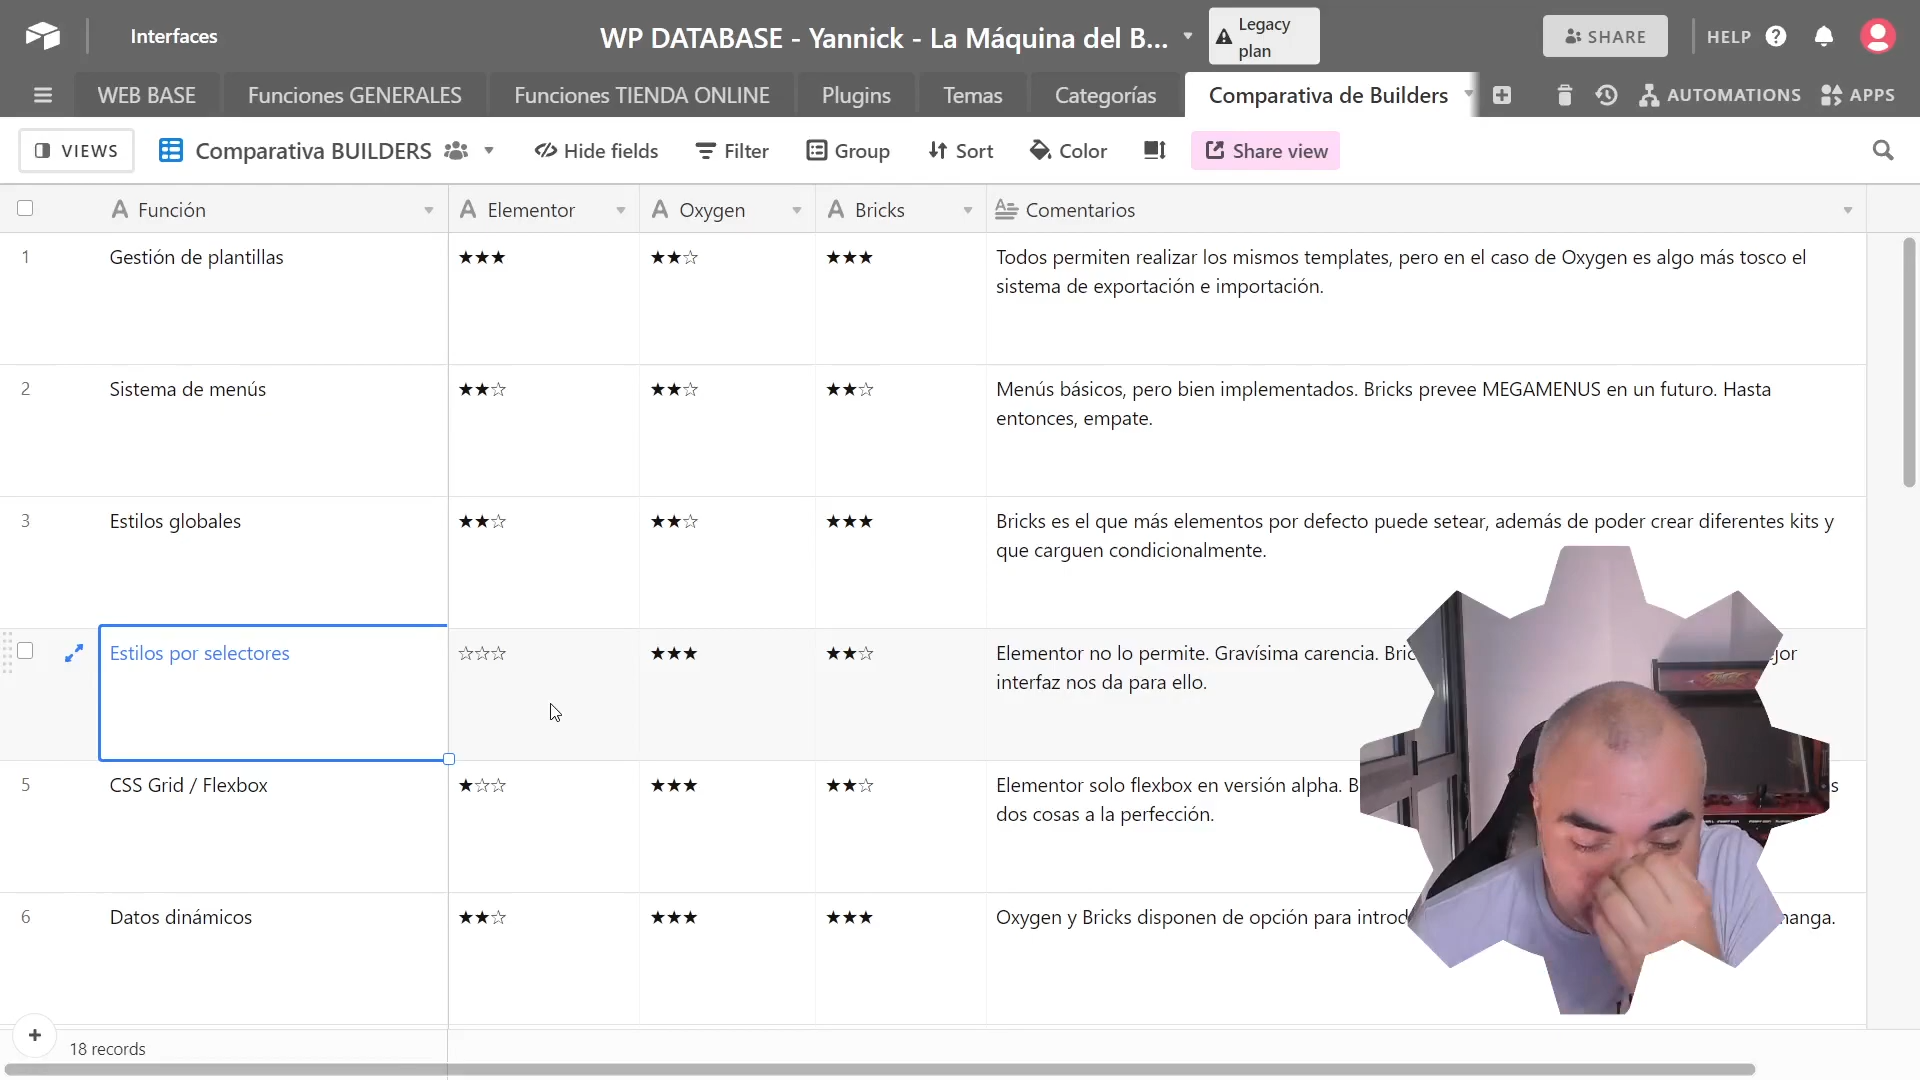 Interfaces
WP DATABASE - Yannick - La Máquina del B...
Legacy
plan
SHARE
HELP
WEB BASE
Funciones GENERALES
Funciones TIENDA ONLINE
Plugins
Temas
Categorías
Comparativa de Builders
AUTOMATIONS
APPS
VIEWS
Comparativa BUILDERS
Hide fields
Filter
Group
Sort
Color
Share view
Función
Elementor
Oxygen
Bricks
Comentarios
1
Gestión de plantillas
★★★
★★☆
★★★
Todos permiten realizar los mismos templates, pero en el caso de Oxygen es algo más tosco el
sistema de exportación e importación.
2
Sistema de menús
★★☆
★★☆
★★☆
Menús básicos, pero bien implementados. Bricks prevee MEGAMENUS en un futuro. Hasta
entonces, empate.
3
Estilos globales
★★☆
★★☆
★★★
Bricks es el que más elementos por defecto puede setear, además de poder crear diferentes kits y
que carguen condicionalmente.
Estilos por selectores
☆☆☆
★★★
★★☆
Elementor no lo permite. Gravísima carencia.
interfaz nos da para ello.
5
CSS Grid / Flexbox
★☆☆
★★★
★★☆
Elementor solo flexbox en versión alpha.
dos cosas a la perfección.
6
Datos dinámicos
★★☆
★★★
★★★
Oxygen y Bricks disponen de opción para
18 records